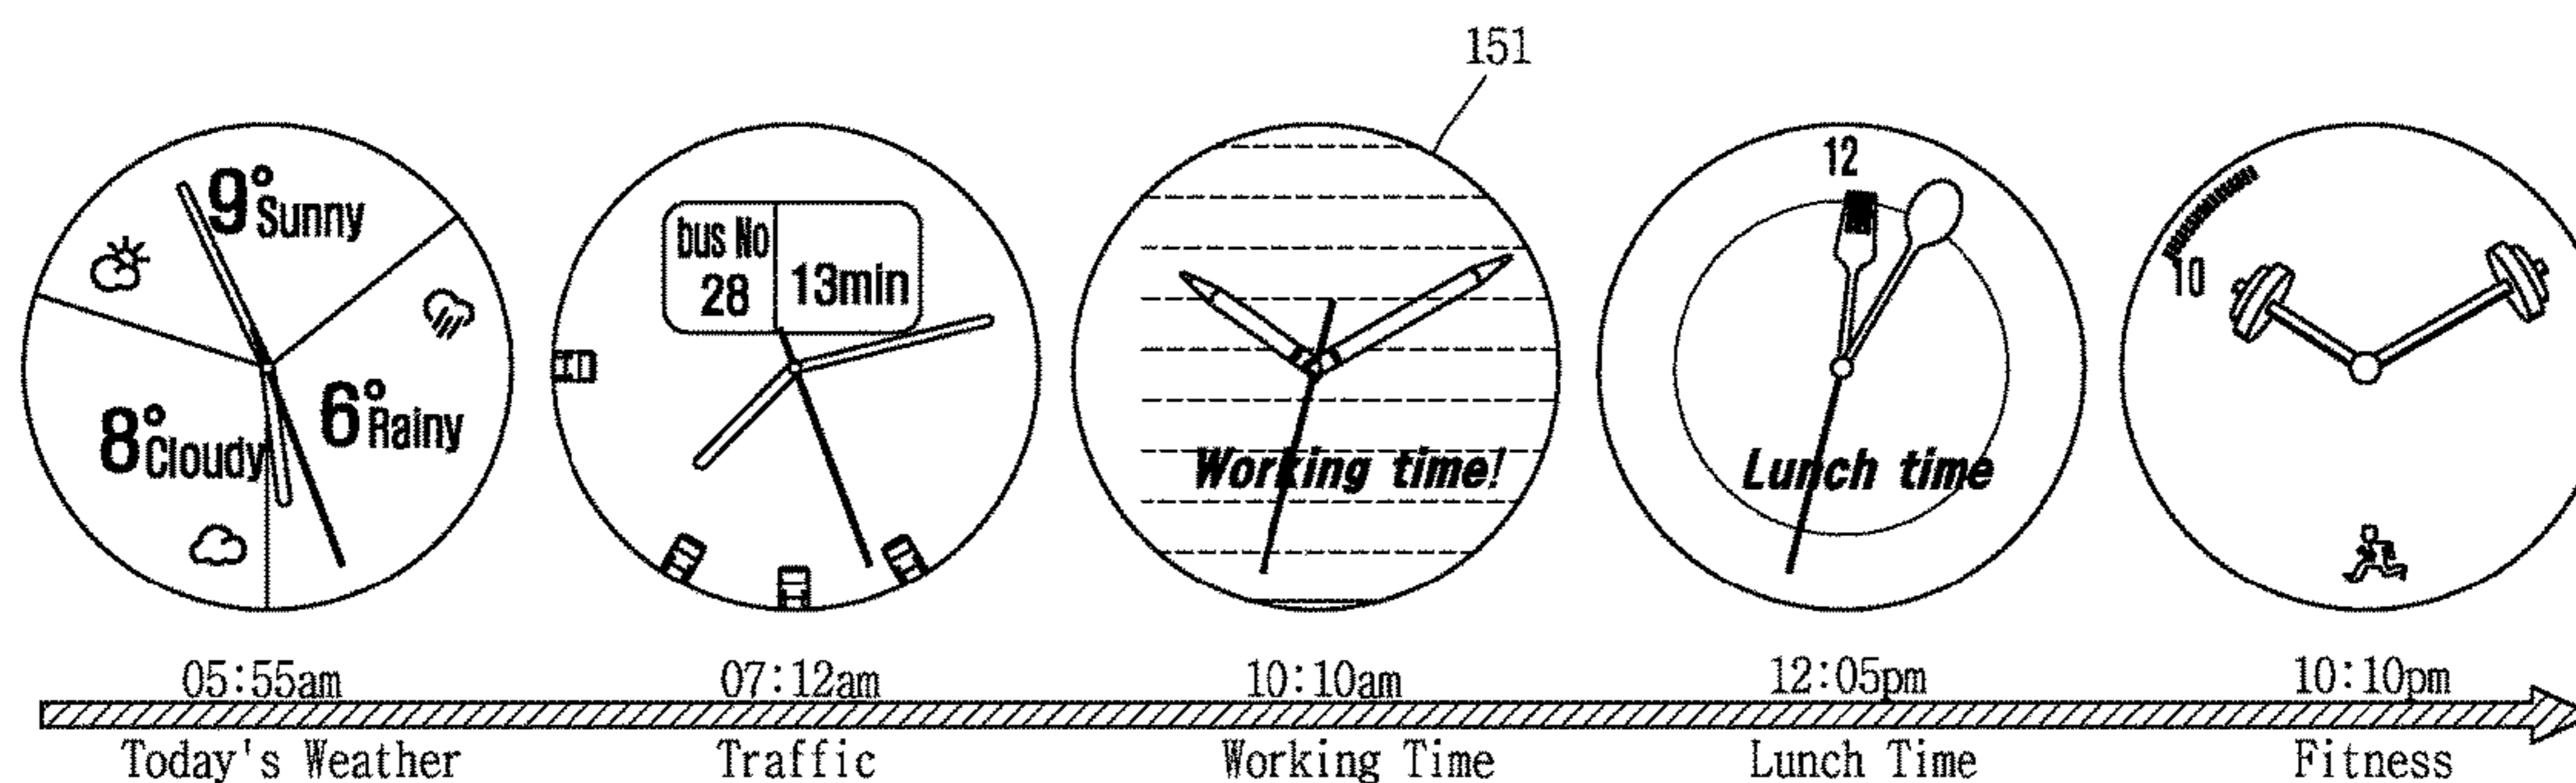 151
9° Sunny
8° Cloudy
6° Rainy
bus No
28
13min
Working time!
12
Lunch time
10
05:55am 07:12am 10:10am 12:05pm 10:10pm
Today's Weather Traffic Working Time Lunch Time Fitness